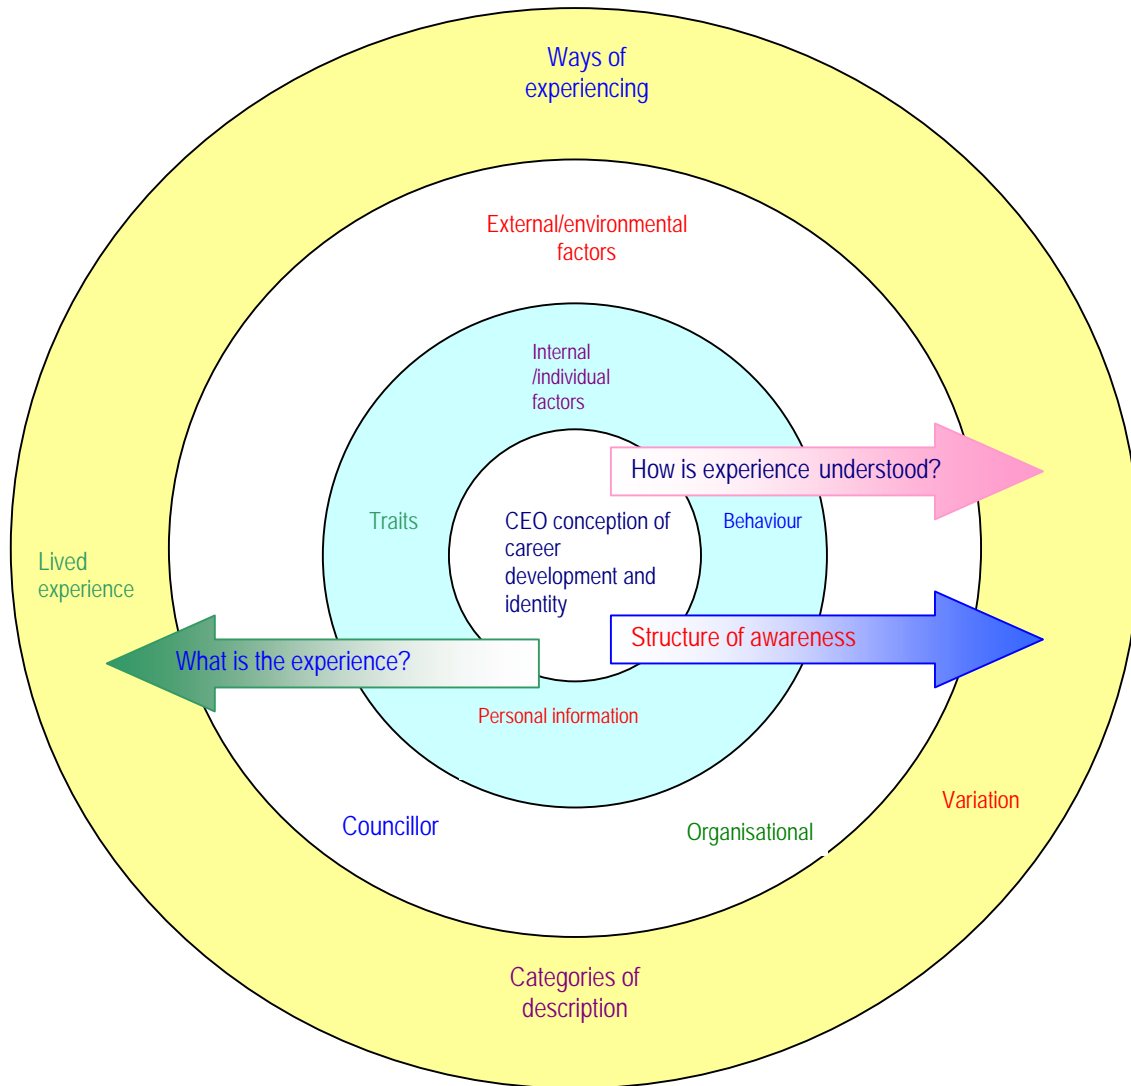 Ways of
experiencing
External/environmental
factors
Internal
/individual
factors
How is experience understood?
Traits
CEO conception of
career
development and
identity
Behaviour
Lived
experience
What is the experience?
Structure of awareness
Personal information
Councillor
Organisational
Variation
Categories of
description